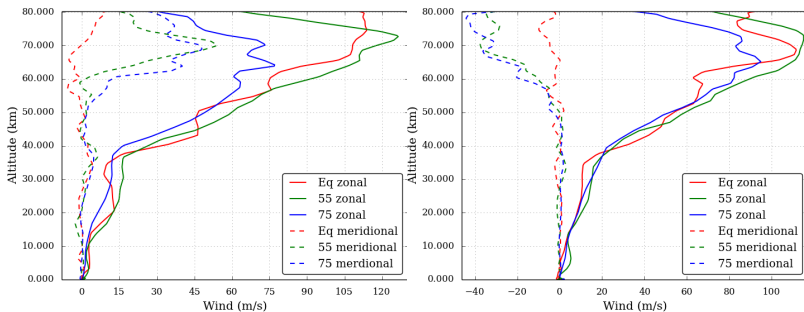 80.000
70.000
60.000
50.000
40.000
30.000
20.000
10.000
0.000
Altitude (km)
0 15 30 45 60 75 90 105 120
Wind (m/s)
Eq zonal
55 zonal
75 zonal
Eq meridional
55 meridional
75 merdional
80.000
70.000
60.000
50.000
40.000
30.000
20.000
10.000
0.000
Altitude (km)
−40 −20 0 20 40 60 80 100
Wind (m/s)
Eq zonal
55 zonal
75 zonal
Eq meridional
55 meridional
75 merdional